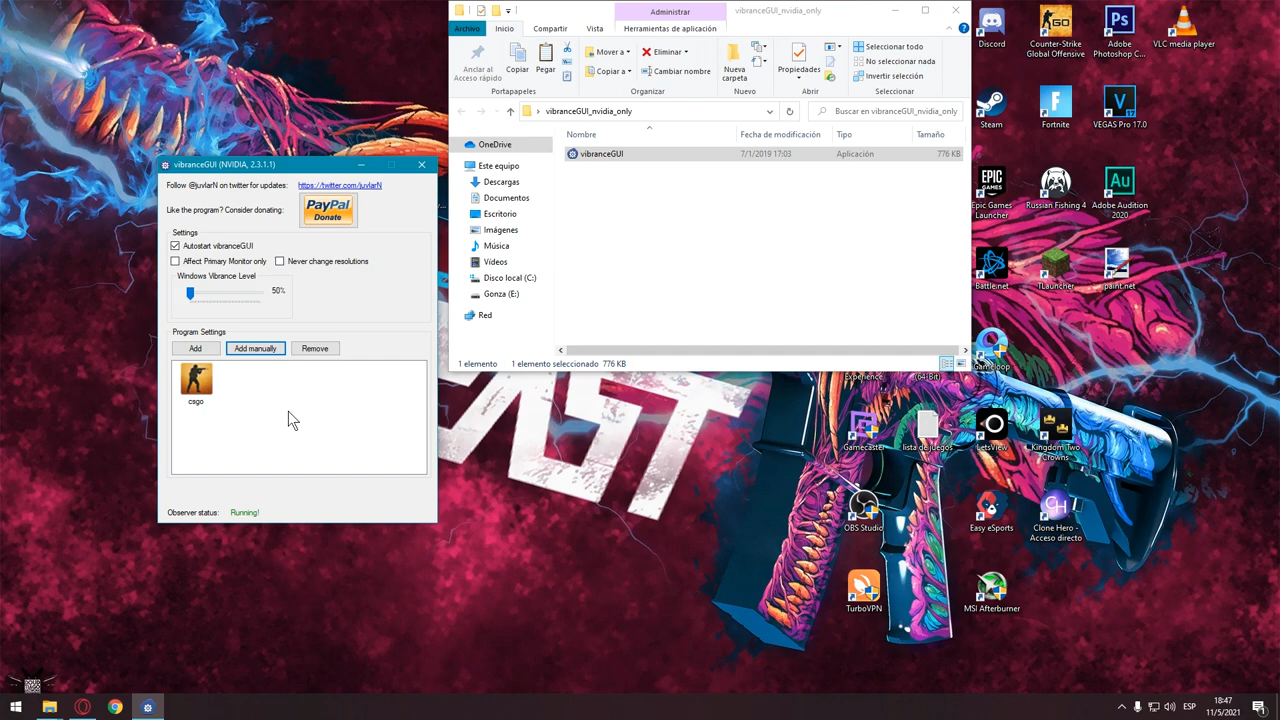 vibranceGUI (NVIDIA, 2.3.1.1)
Follow @juvlarN on twitter for updates: https://twitter.com/juvlarN
Like the program? Consider donating: PayPal Donate
Settings
Autostart vibranceGUI
Affect Primary Monitor only Never change resolutions
Windows Vibrance Level
50%
Program Settings
Add Add manually Remove
csgo
Observer status: Running!
Administrar vibranceGUI_nvidia_only
Archivo Inicio Compartir Vista Herramientas de aplicación
Anclar al Acceso rápido
Copiar
Pegar
Portapapeles
Mover a
Copiar a
Eliminar
Cambiar nombre
Organizar
Nueva carpeta
Nuevo
Propiedades
Abrir
Seleccionar todo
No seleccionar nada
Invertir selección
Seleccionar
vibranceGUI_nvidia_only
Buscar en vibranceGUI_nvidia_only
Nombre Fecha de modificación Tipo Tamaño
vibranceGUI 7/1/2019 17:03 Aplicación 776 KB
OneDrive
Este equipo
Descargas
Documentos
Escritorio
Imágenes
Música
Vídeos
Disco local (C:)
Gonza (E:)
Red
1 elemento 1 elemento seleccionado 776 KB
Discord
Counter-Strike Global Offensive
Adobe Photoshop C...
VLC media player
Steam
Fortnite
VEGAS Pro 17.0
Epic Games Launcher
Russian Fishing 4
Adobe Audition 2020
Battle.net
TLauncher
paint.net
Experience
(64-Bit)
Gameloop
Gamecaster
lista de juegos
LetsView
Kingdom Two Crowns
OBS Studio
Easy eSports
Clone Hero - Acceso directo
TurboVPN
MSI Afterburner
ESP
18:47
11/5/2021